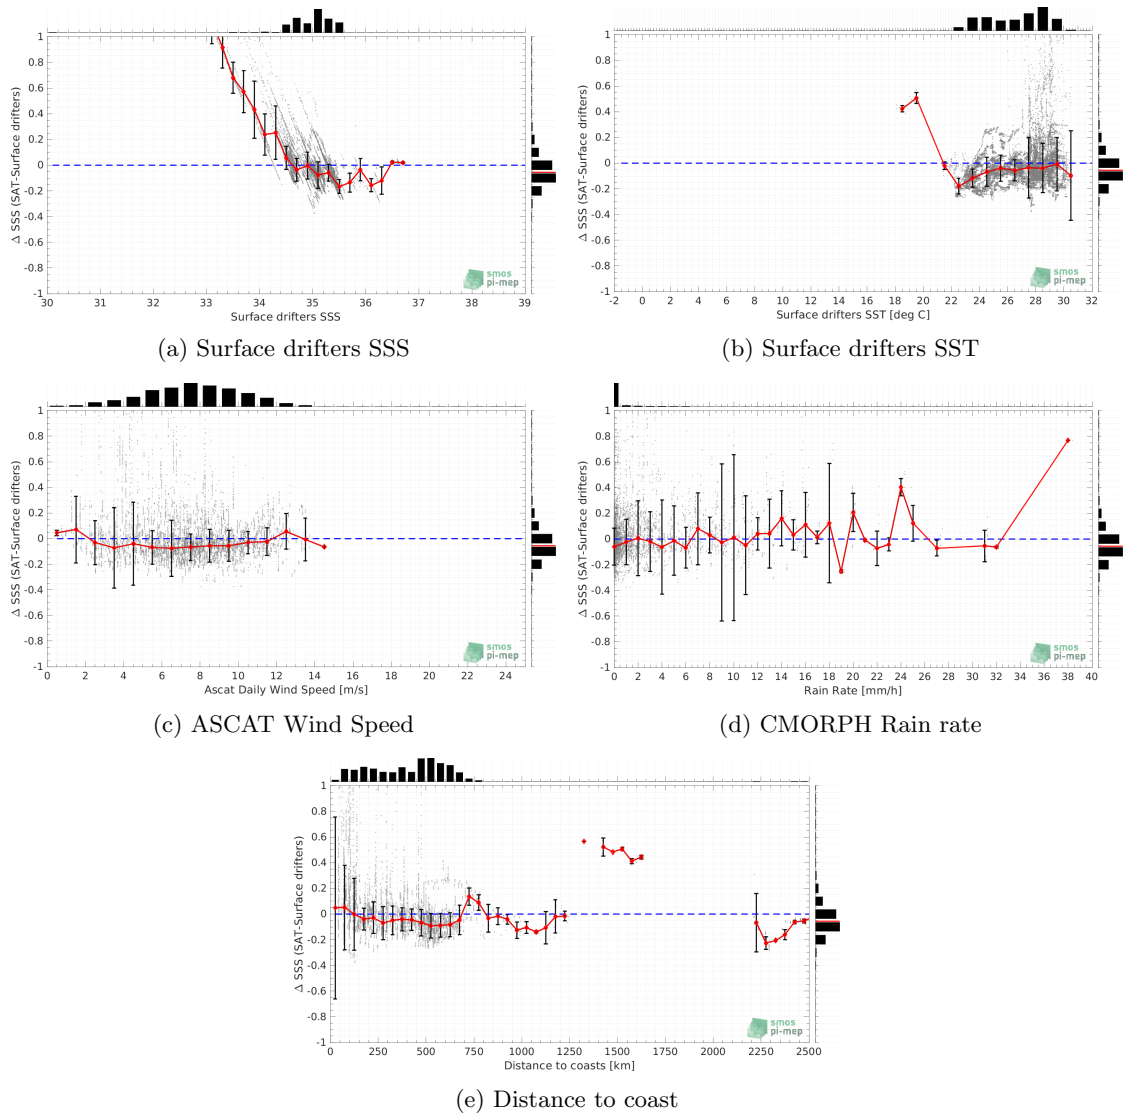 1
0.8
0.6
0.4
0.2
0
-0.2
-0.4
-0.6
-0.8
-1
Δ SSS (SAT-Surface drifters)
30 31 32 33 34 35 36 37 38 39
Surface drifters SSS
smos
pi-mep
(a) Surface drifters SSS
1
0.8
0.6
0.4
0.2
0
-0.2
-0.4
-0.6
-0.8
-1
Δ SSS (SAT-Surface drifters)
-2 0 2 4 6 8 10 12 14 16 18 20 22 24 26 28 30 32
Surface drifters SST [deg C]
smos
pi-mep
(b) Surface drifters SST
1
0.8
0.6
0.4
0.2
0
-0.2
-0.4
-0.6
-0.8
-1
Δ SSS (SAT-Surface drifters)
0 2 4 6 8 10 12 14 16 18 20 22 24
Ascat Daily Wind Speed [m/s]
smos
pi-mep
(c) ASCAT Wind Speed
1
0.8
0.6
0.4
0.2
0
-0.2
-0.4
-0.6
-0.8
-1
Δ SSS (SAT-Surface drifters)
0 2 4 6 8 10 12 14 16 18 20 22 24 26 28 30 32 34 36 38 40
Rain Rate [mm/h]
smos
pi-mep
(d) CMORPH Rain rate
1
0.8
0.6
0.4
0.2
0
-0.2
-0.4
-0.6
-0.8
-1
Δ SSS (SAT-Surface drifters)
0 250 500 750 1000 1250 1500 1750 2000 2250 2500
Distance to coasts [km]
smos
pi-mep
(e) Distance to coast